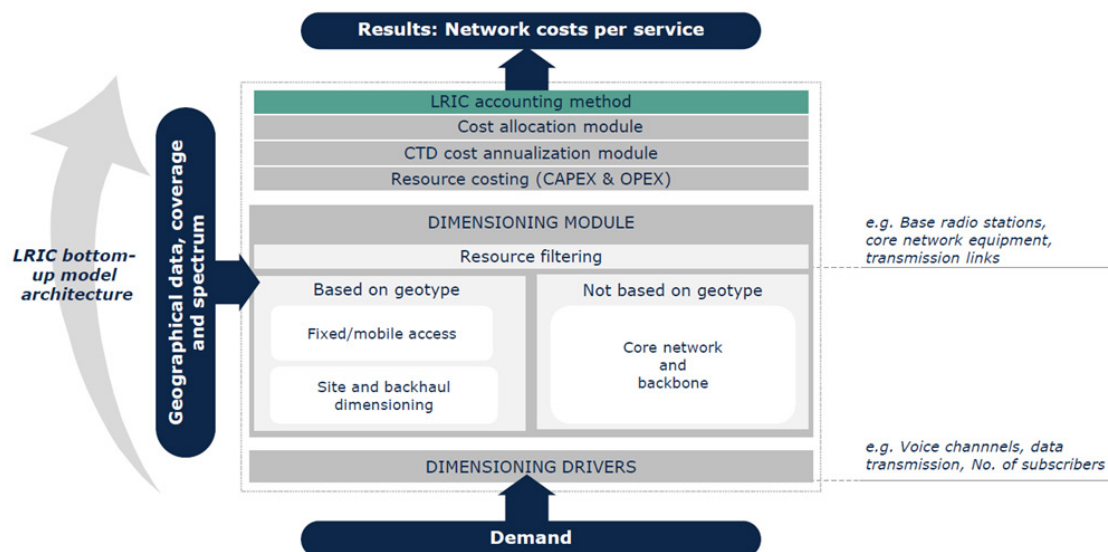 Results: Network costs per service
LRIC accounting method
Cost allocation module
CTD cost annualization module
Resource costing (CAPEX & OPEX)
Geographical data, coverage
and spectrum
LRIC bottom-
up model
architecture
DIMENSIONING MODULE
Resource filtering
Based on geotype
Fixed/mobile access
Site and backhaul
dimensioning
Not based on geotype
Core network
and
backbone
e.g. Base radio stations,
core network equipment,
transmission links
DIMENSIONING DRIVERS
e.g. Voice channnels, data
transmission, No. of subscribers
Demand